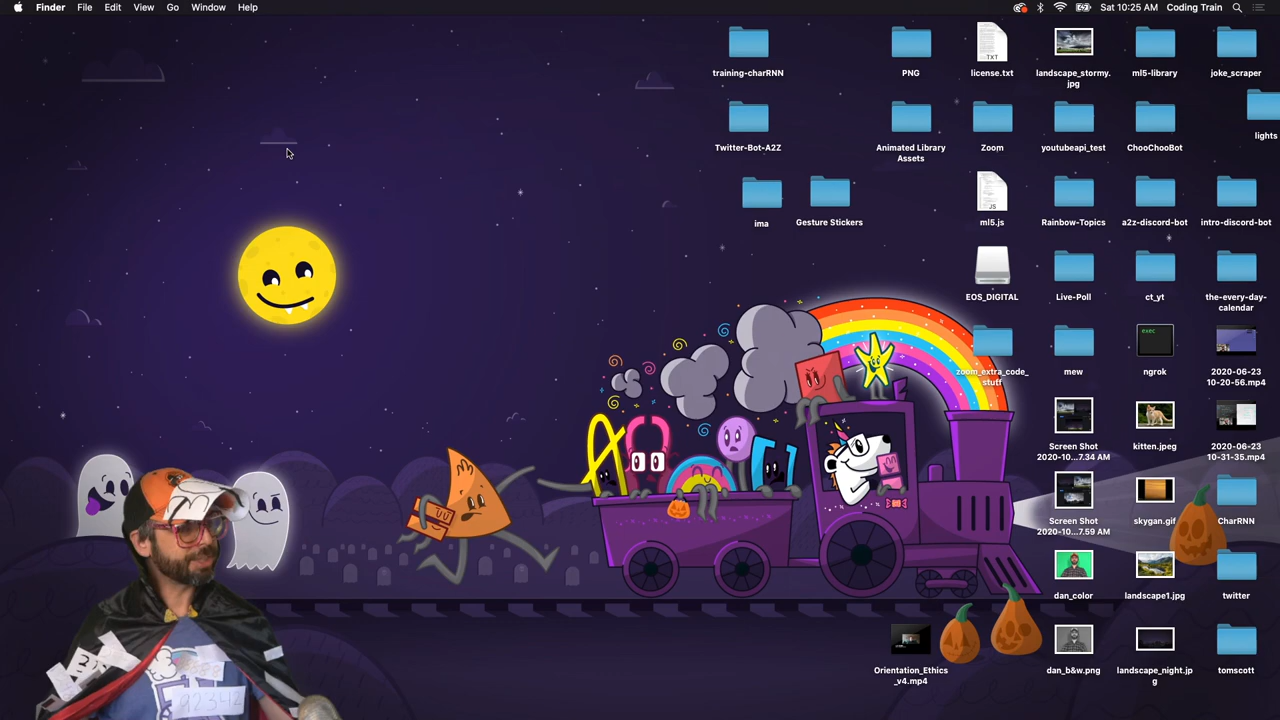 Finder File Edit View Go Window Help
Sat 10:25 AM Coding Train
training-charRNN
PNG
TXT
license.txt
landscape_stormy.
jpg
ml5-library
joke_scraper
Twitter-Bot-A2Z
Animated Library
Assets
Zoom
youtubeapi_test
ChooChooBot
lights
ima
Gesture Stickers
JS
ml5.js
Rainbow-Topics
a2z-discord-bot
intro-discord-bot
EOS_DIGITAL
Live-Poll
ct_yt
the-every-day-
calendar
zoom_extra_code_
stuff
mew
exec
ngrok
2020-06-23
10-20-56.mp4
Screen Shot
2020-10...7.34 AM
kitten.jpeg
2020-06-23
10-31-35.mp4
Screen Shot
2020-10...7.59 AM
skygan.gif
CharRNN
dan_color
landscape1.jpg
twitter
Orientation_Ethics
_v4.mp4
dan_b&w.png
landscape_night.jp
g
tomscott
92342